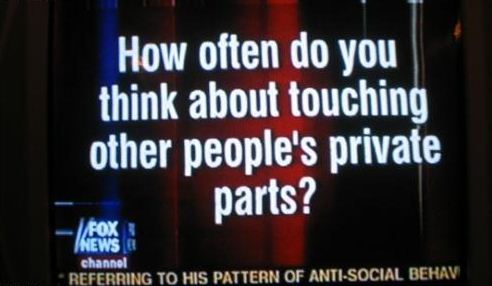 How often do you
think about touching
other people's private
parts?
FOX
NEWS
channel
REFERRING TO HIS PATTERN OF ANTI-SOCIAL BEHAV